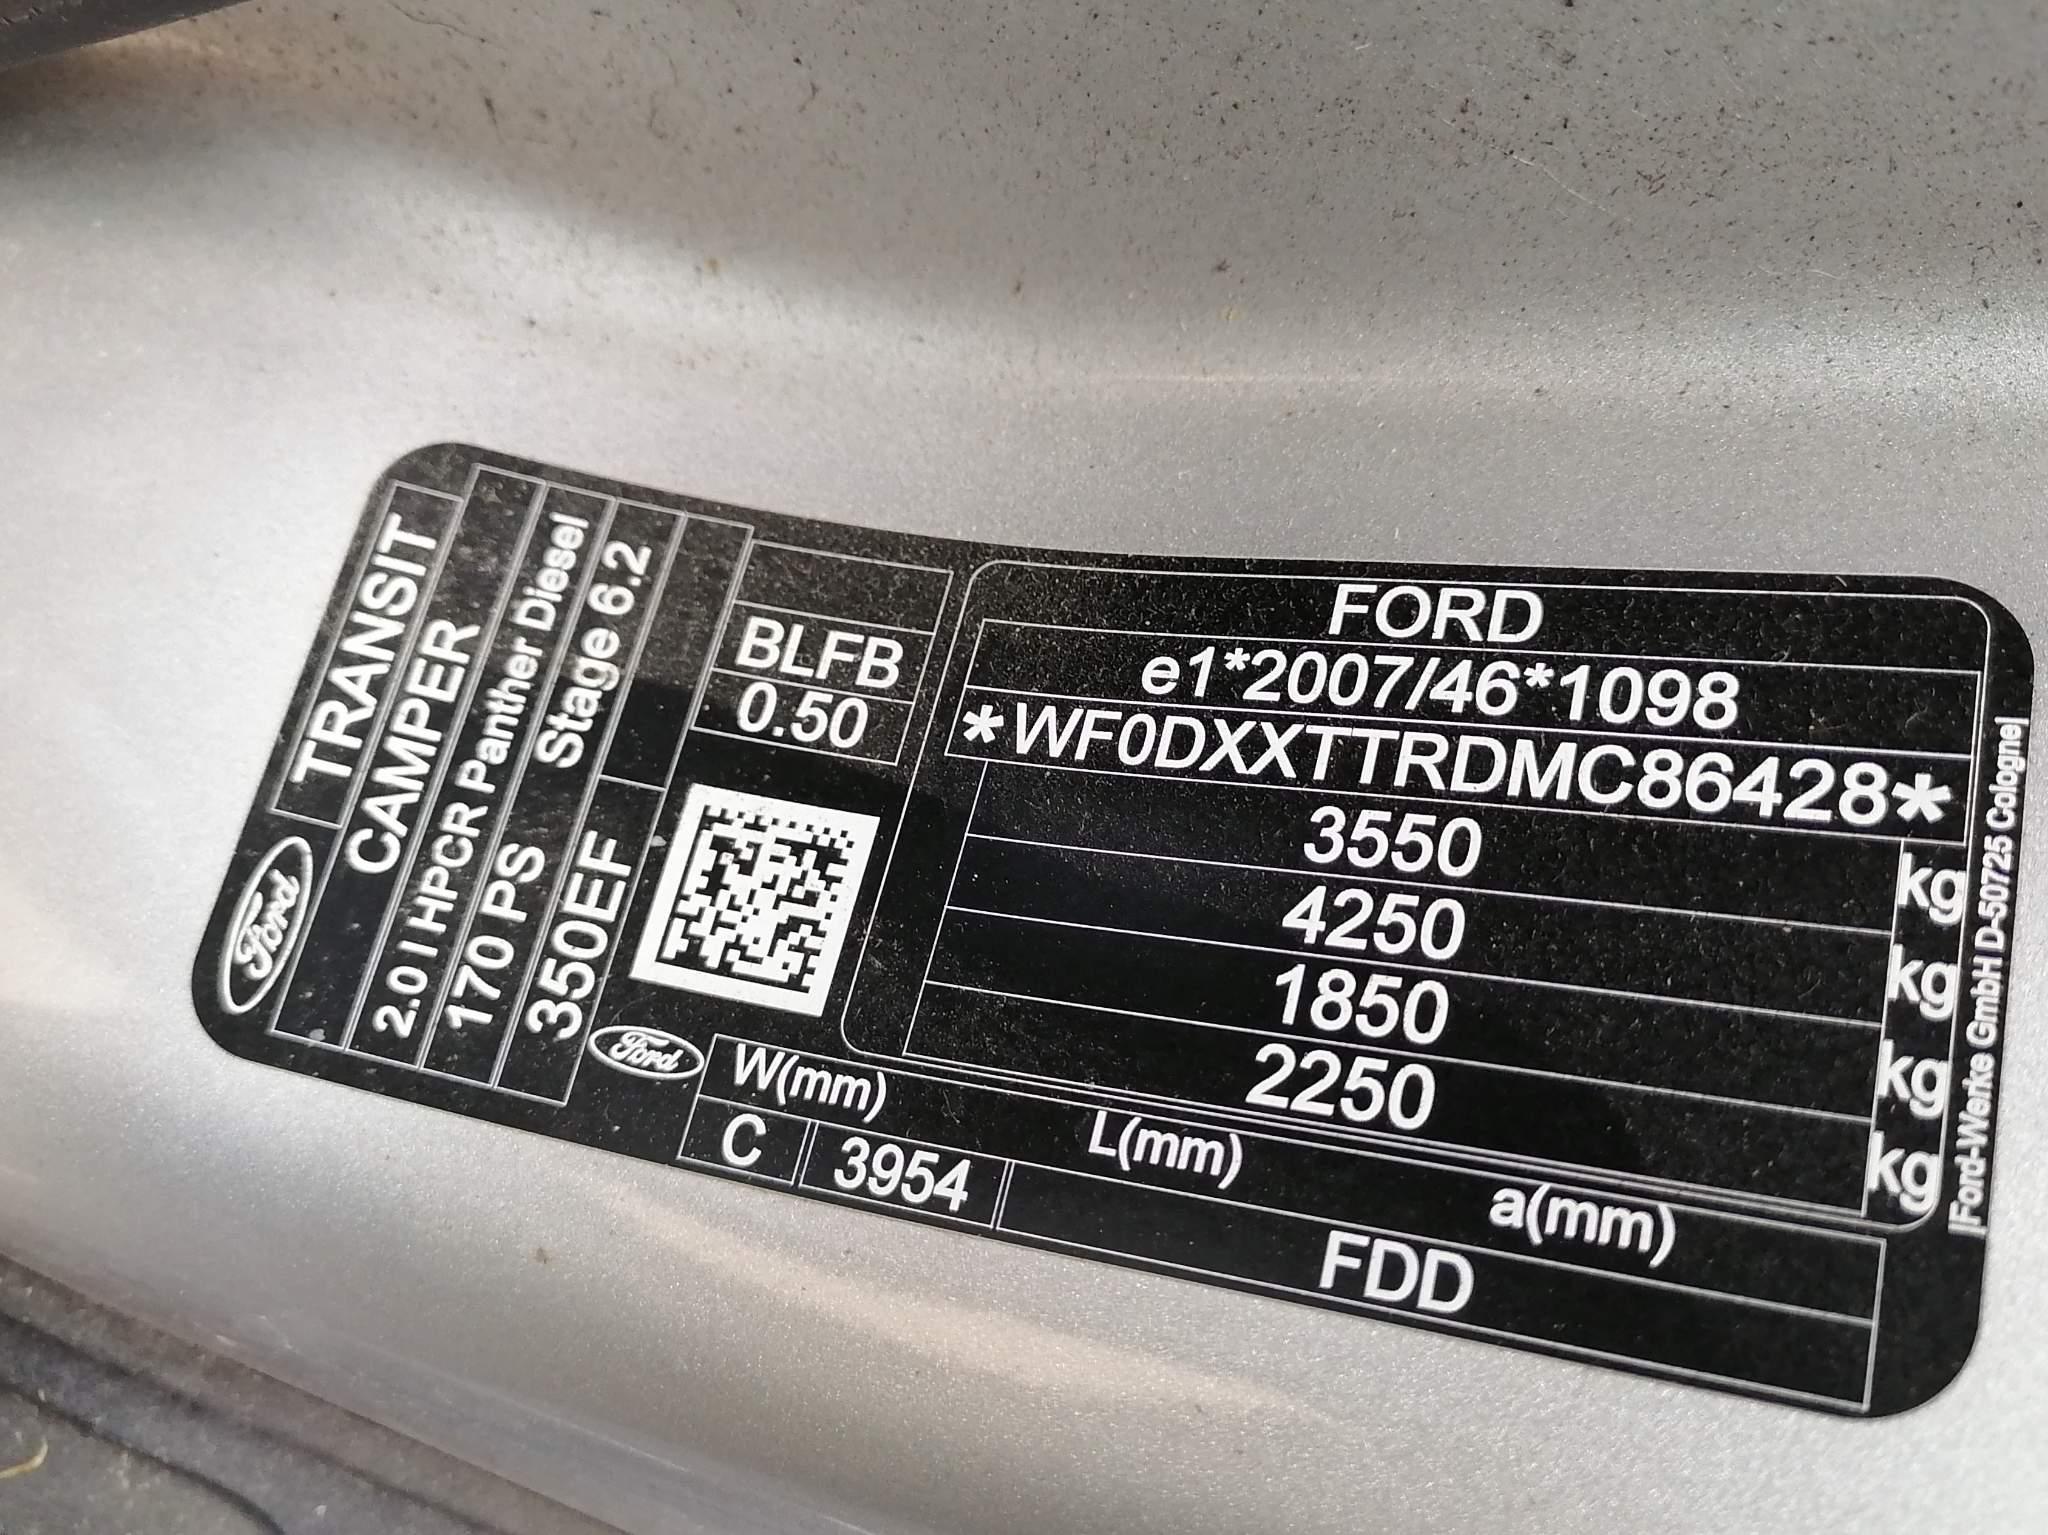 Ford
TRANSIT
CAMPER
2.0 l HPCR Panther Diesel
170 PS
Stage 6.2
350EF
BLFB
0.50
Ford
FORD
e1*2007/46*1098
*WF0DXXTTRDMC86428*
3550 kg
4250 kg
1850 kg
2250 kg
W(mm) L(mm) a(mm)
C 3954 FDD
|Ford-Werke GmbH D-50725 Cologne|